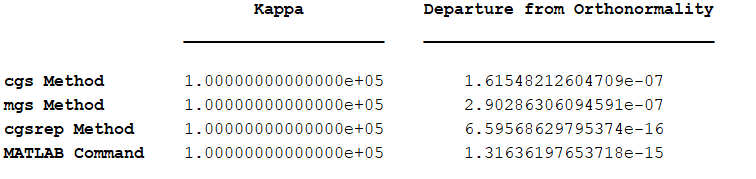 Kappa Departure from Orthonormality
cgs Method 1.00000000000000e+05 1.61548212604709e-07
mgs Method 1.00000000000000e+05 2.90286306094591e-07
cgsrep Method 1.00000000000000e+05 6.59568629795374e-16
MATLAB Command 1.00000000000000e+05 1.31636197653718e-15